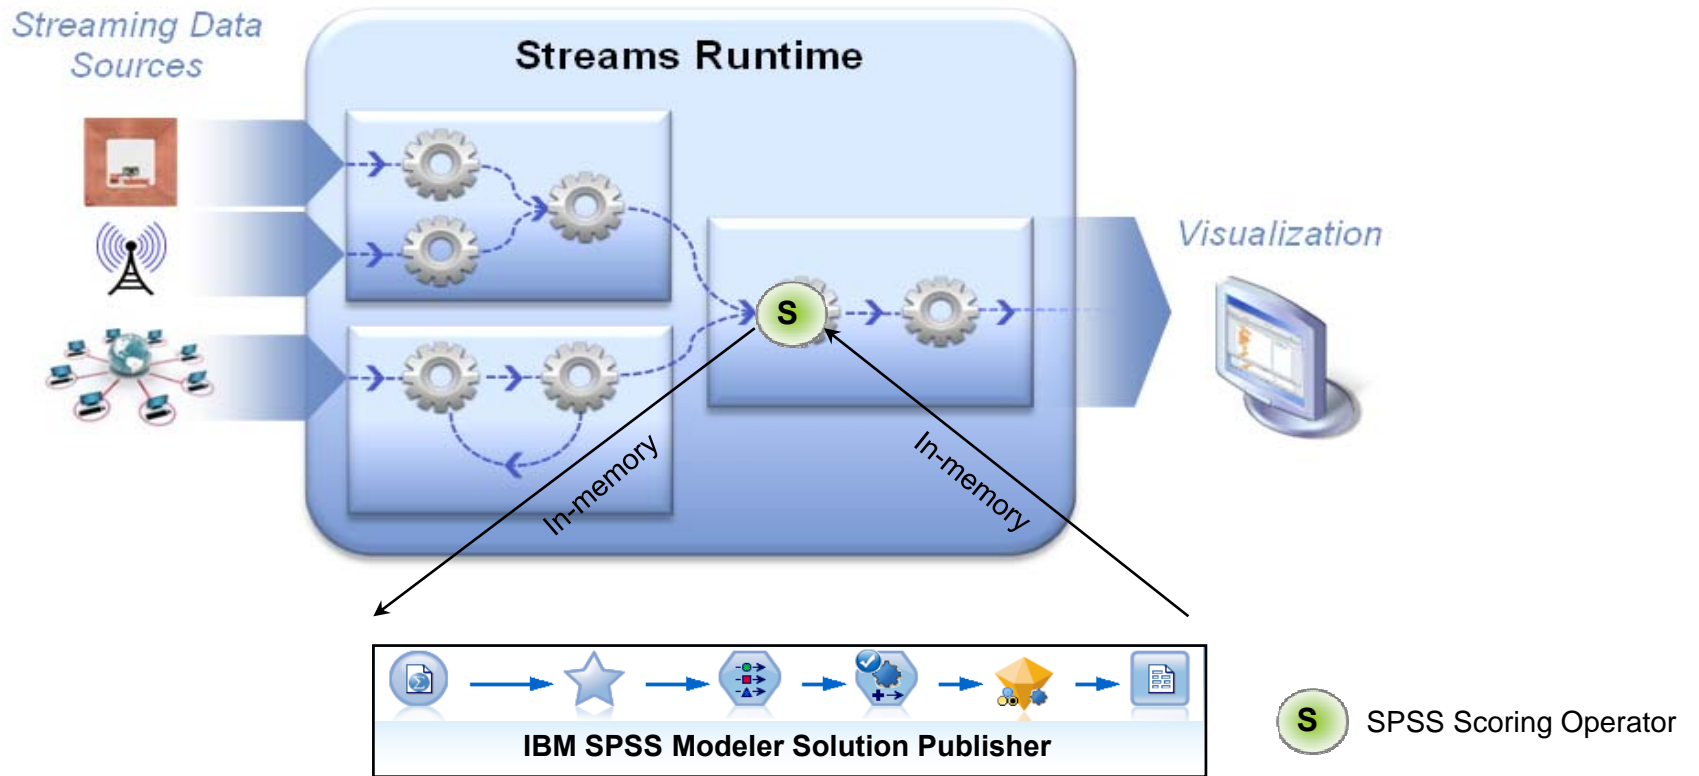 Streaming Data
Sources
Streams Runtime
Visualization
S
In-memory
In-memory
IBM SPSS Modeler Solution Publisher
S
SPSS Scoring Operator